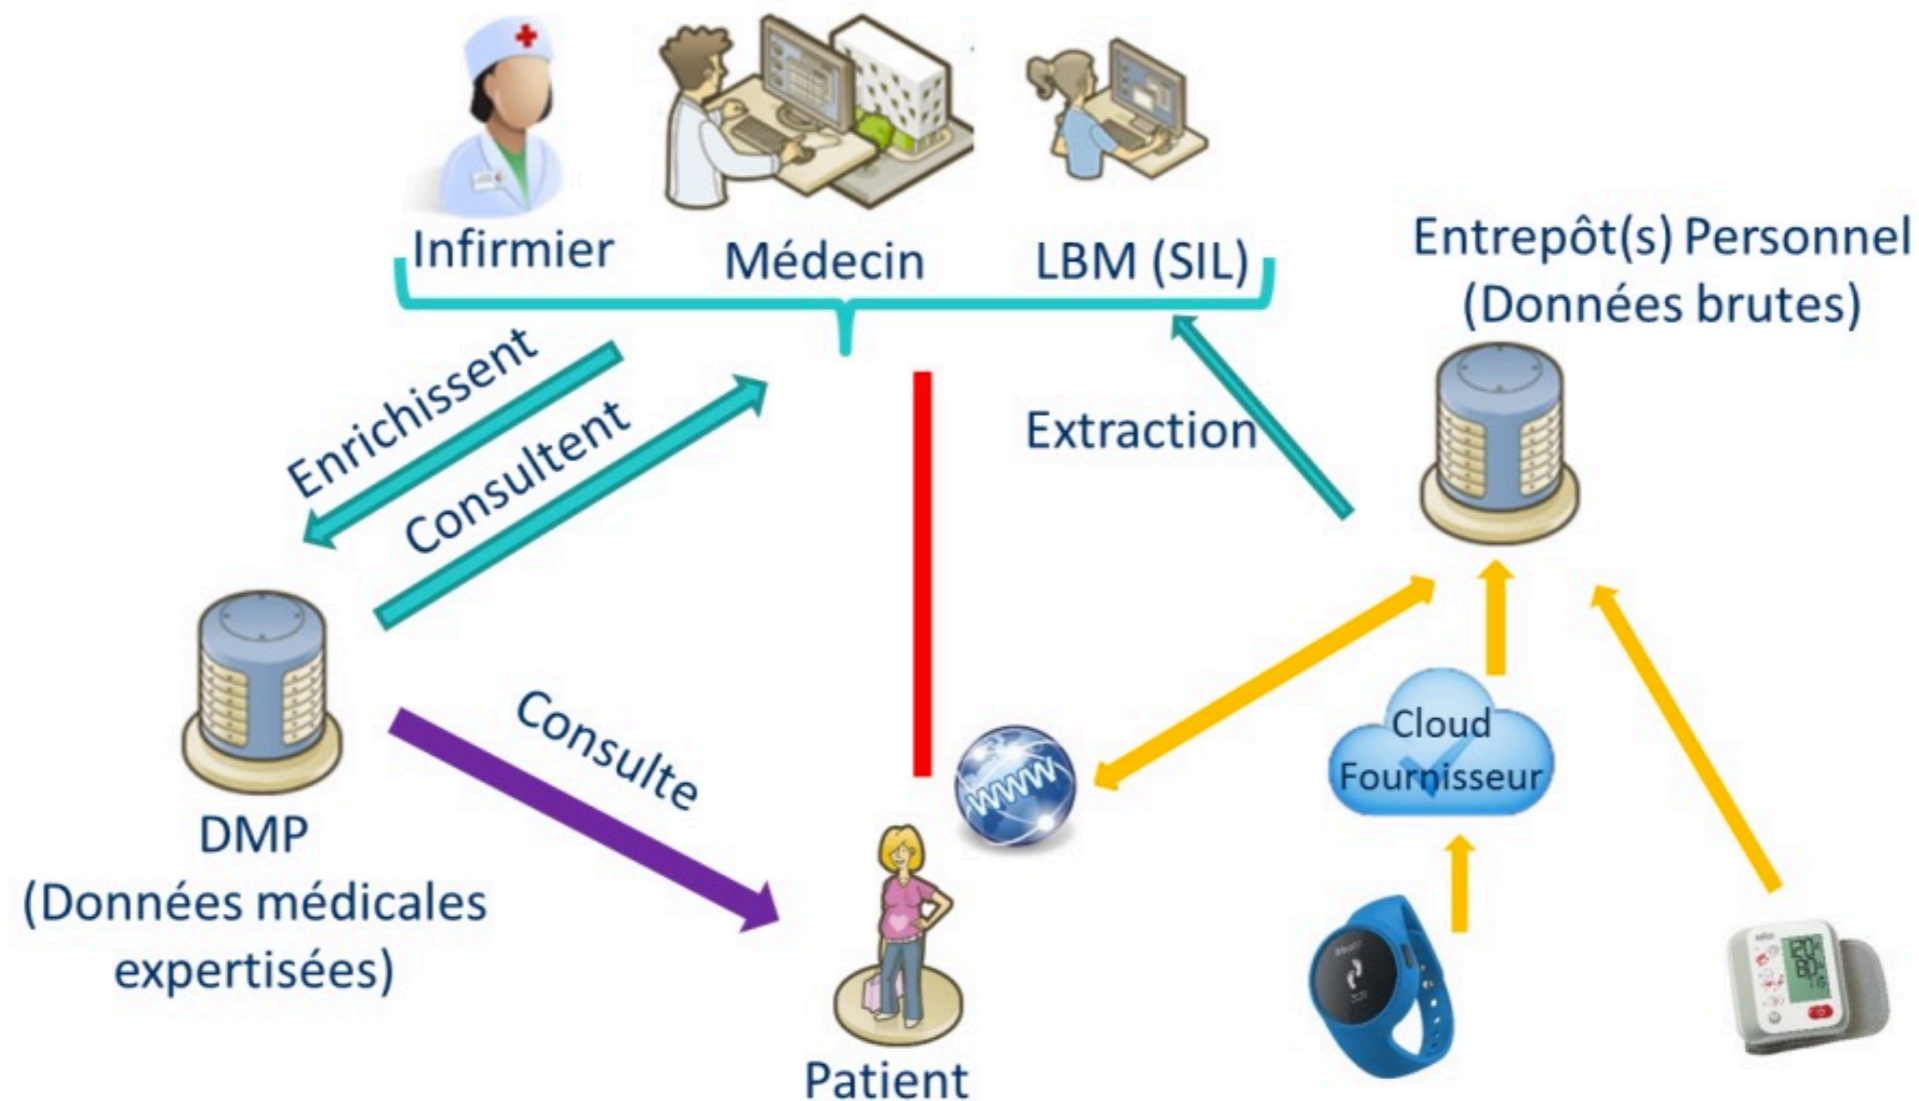 Infirmier
Médecin
LBM (SIL)
Entrepôt(s) Personnel
(Données brutes)
Enrichissent
Consultent
Extraction
Consulte
Cloud
Fournisseur
www
DMP
(Données médicales
expertisées)
Patient